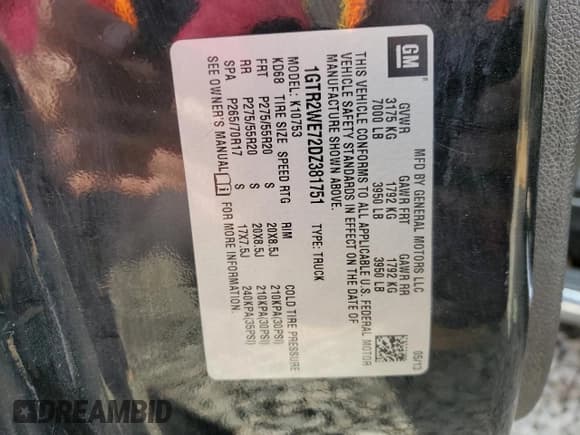 GM
MFD BY GENERAL MOTORS LLC 05/13
GVWR GAWR FRT GAWR RR
3175 KG 1792 KG 1792 KG
7000 LB 3950 LB 3950 LB
THIS VEHICLE CONFORMS TO ALL APPLICABLE U.S. FEDERAL MOTOR
VEHICLE SAFETY STANDARDS IN EFFECT ON THE DATE OF
MANUFACTURE SHOWN ABOVE.
1GTR2WE72DZ381751 TYPE: TRUCK
MODEL: K10753
KD68 TIRE SIZE SPEED RTG RIM COLD TIRE PRESSURE
FRT P275/55R20 S 20X8.5J 210KPA(30PSI)
RR P275/55R20 S 20X8.5J 210KPA(30PSI)
SPA P265/70R17 S 17X7.5J 240KPA(35PSI)
SEE OWNER'S MANUAL i FOR MORE INFORMATION.
DREAMBID